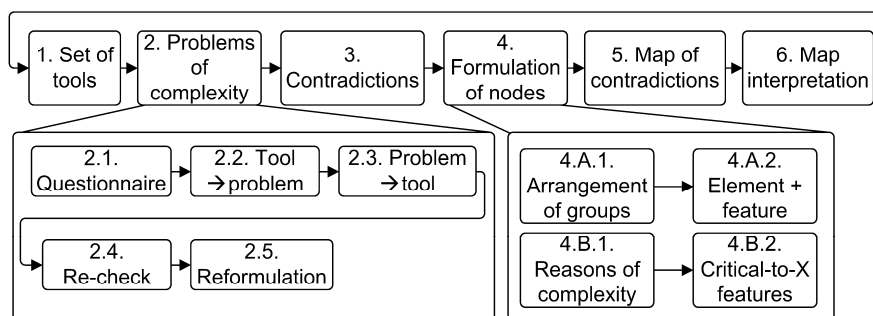 1. Set of
tools
2. Problems
of
complexity
3.
Contradictions
4.
Formulation
of nodes
5. Map of
contradictions
6. Map
interpretation
2.1.
Questionnaire
2.2. Tool
→problem
2.3. Problem
→tool
2.4.
Re-check
2.5.
Reformulation
4.A.1.
Arrangement
of groups
4.A.2.
Element +
feature
4.B.1.
Reasons of
complexity
4.B.2.
Critical-to-X
features